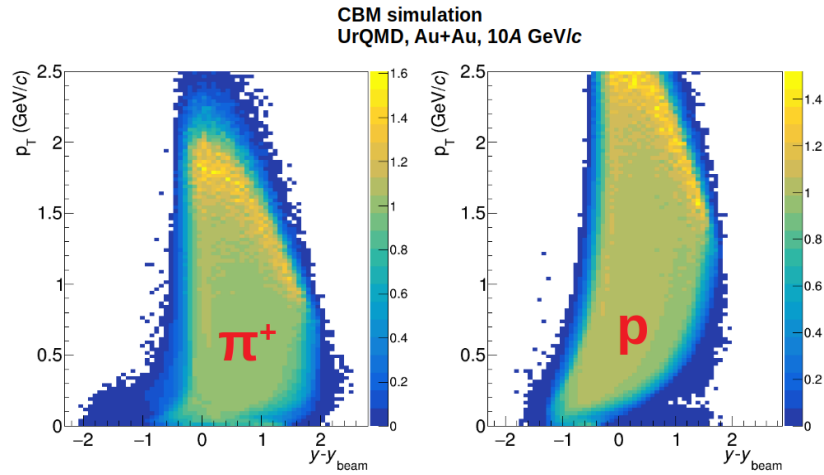 CBM simulation
UrQMD, Au+Au, 10A GeV/c
p_T (GeV/c)
2.5
2
1.5
1
0.5
0
−2 −1 0 1 2
y-y_beam
π+
1.6
1.4
1.2
1
0.8
0.6
0.4
0.2
0
p_T (GeV/c)
2.5
2
1.5
1
0.5
0
−2 −1 0 1 2
y-y_beam
p
1.4
1.2
1
0.8
0.6
0.4
0.2
0